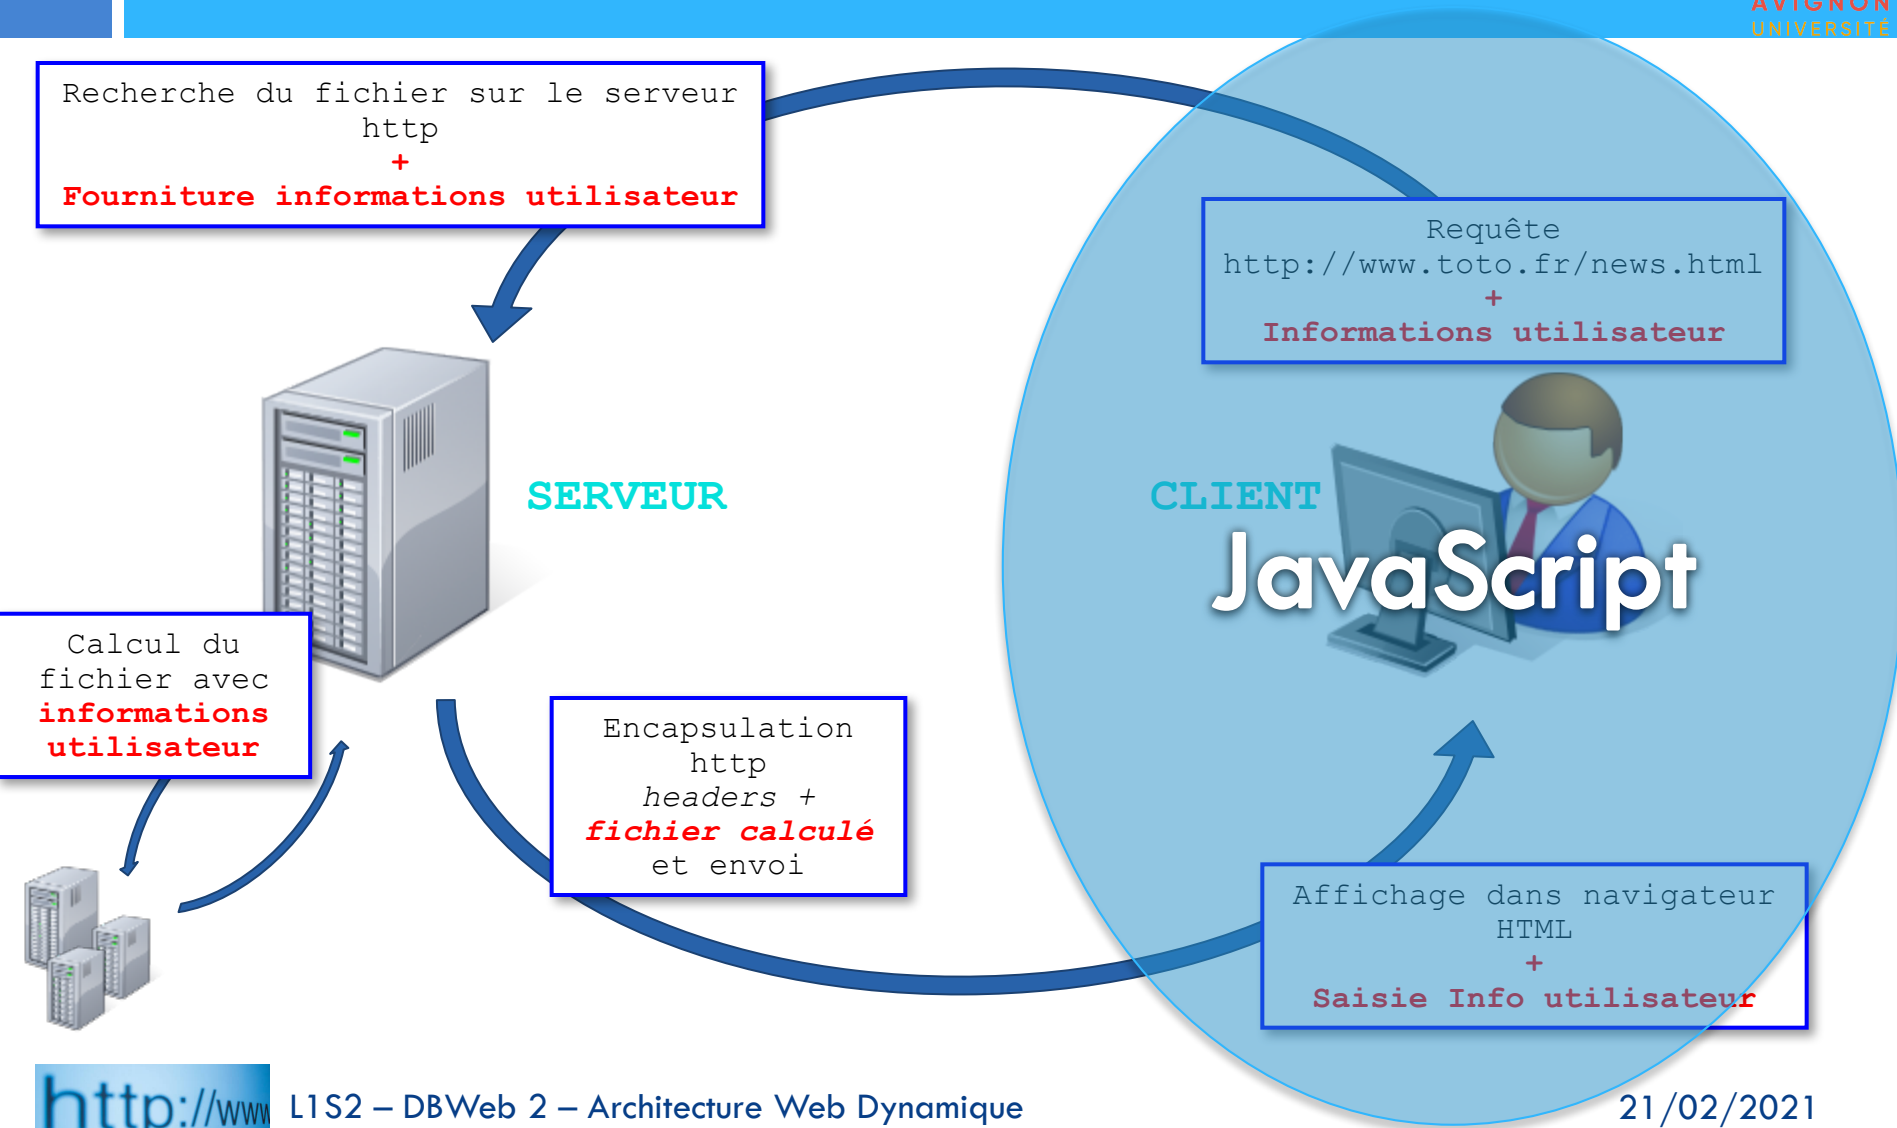 AVIGNON
UNIVERSITÉ
Recherche du fichier sur le serveur
http
+
Fourniture informations utilisateur
Requête
http://www.toto.fr/news.html
+
Informations utilisateur
SERVEUR
CLIENT
JavaScript
Calcul du
fichier avec
informations
utilisateur
Encapsulation
http
headers +
fichier calculé
et envoi
Affichage dans navigateur
HTML
+
Saisie Info utilisateur
http://www
L1S2 – DBWeb 2 – Architecture Web Dynamique
21/02/2021